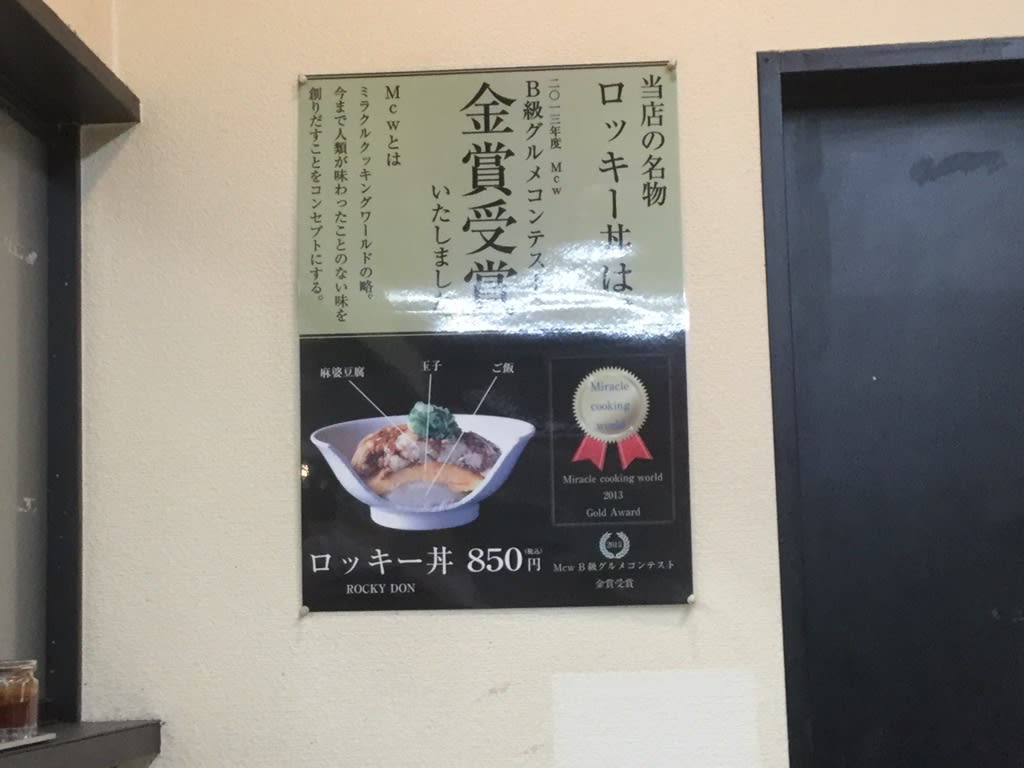 当店の名物
ロッキー丼は、
二〇一三年度 Mcw
B級グルメコンテスト
金賞受賞
いたしました
Mcwとは
ミラクルクッキングワールドの略。
今まで人類が味わったことのない味を
創りだすことをコンセプトにする。
麻婆豆腐
玉子
ご飯
Miracle
cooking
world
Miracle cooking world
2013
Gold Award
ロッキー丼 850円(税込)
ROCKY DON
2013
Mcw B級グルメコンテスト
金賞受賞